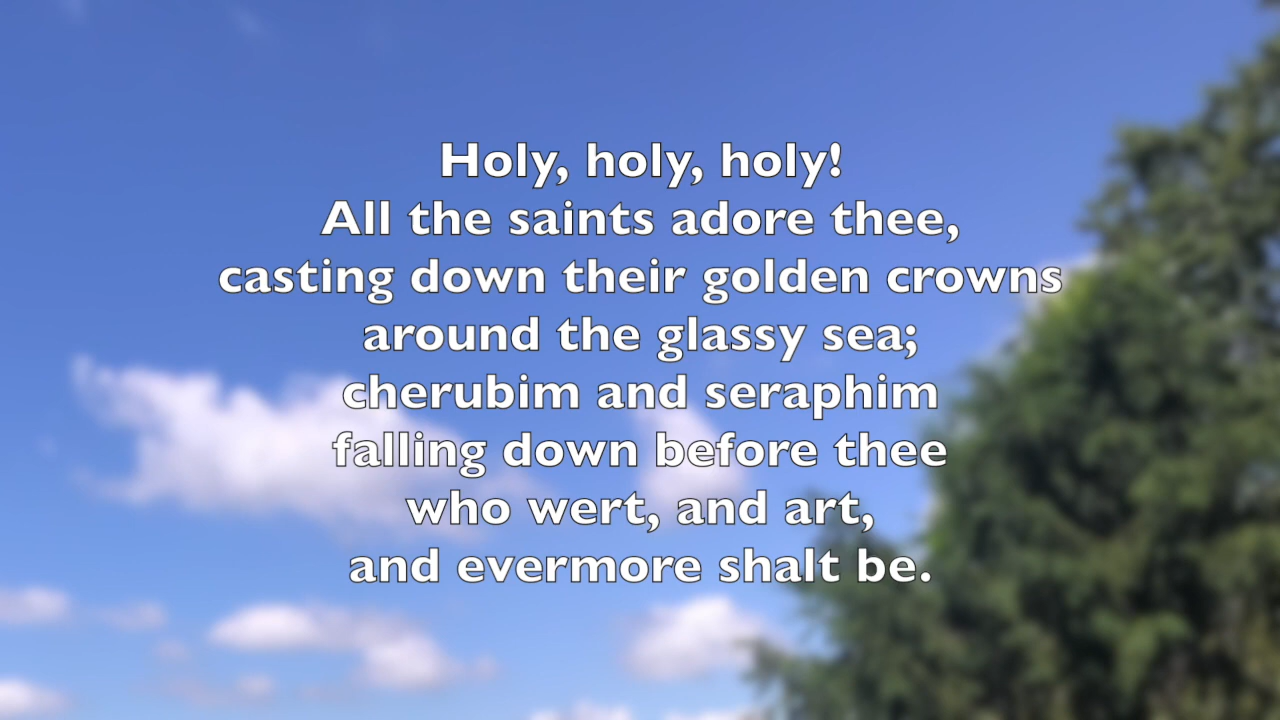 Holy, holy, holy!
All the saints adore thee,
casting down their golden crowns
around the glassy sea;
cherubim and seraphim
falling down before thee
who wert, and art,
and evermore shalt be.